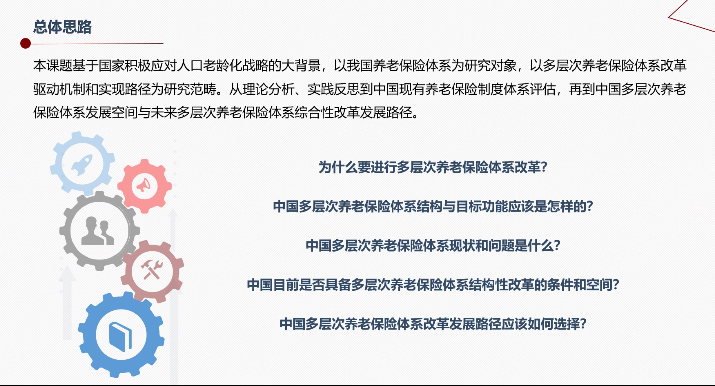 总体思路
本课题基于国家积极应对人口老龄化战略的大背景，以我国养老保险体系为研究对象，以多层次养老保险体系改革
驱动机制和实现路径为研究范畴。从理论分析、实践反思到中国现有养老保险制度体系评估，再到中国多层次养老
保险体系发展空间与未来多层次养老保险体系综合性改革发展路径。
为什么要进行多层次养老保险体系改革？
中国多层次养老保险体系结构与目标功能应该是怎样的？
中国多层次养老保险体系现状和问题是什么？
中国目前是否具备多层次养老保险体系结构性改革的条件和空间？
中国多层次养老保险体系改革发展路径应该如何选择？